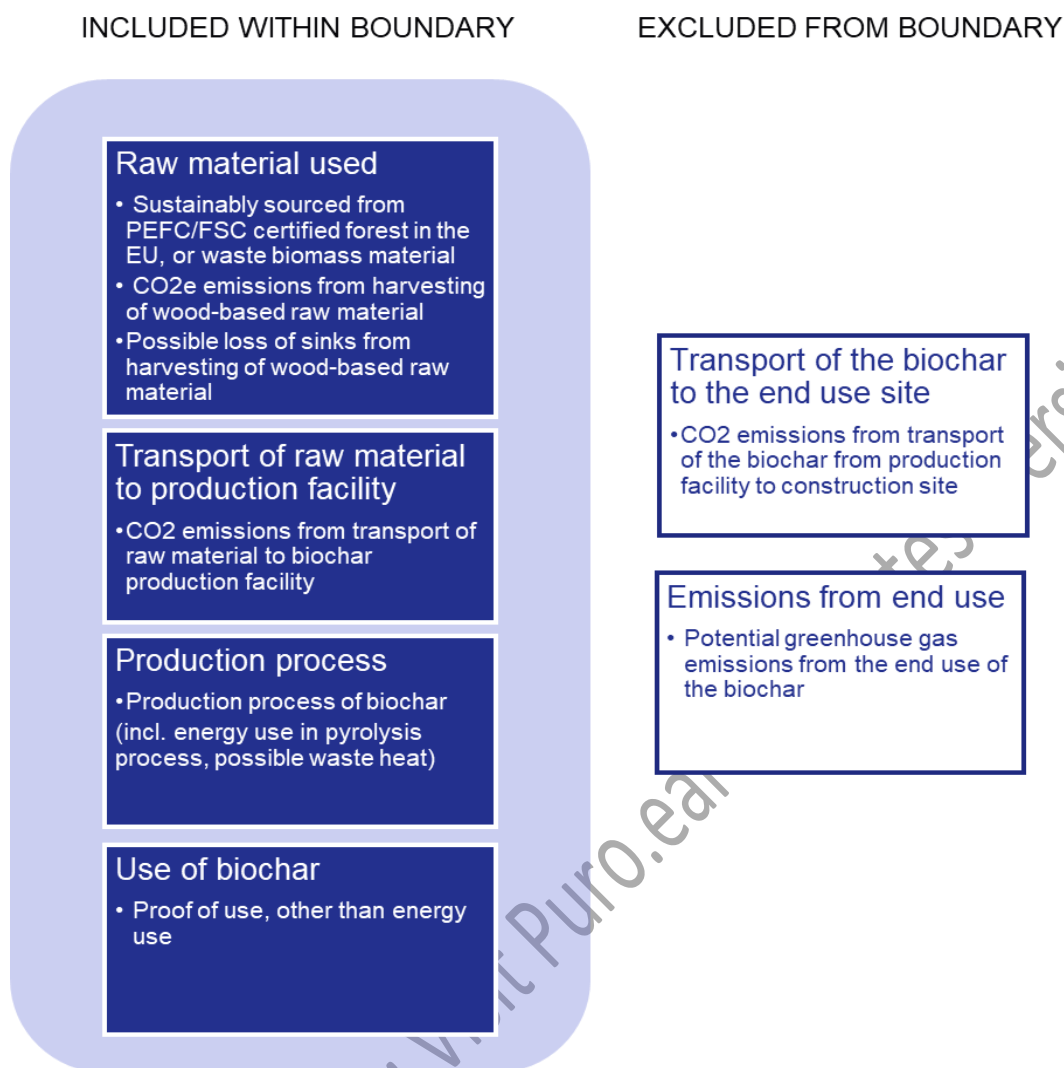 INCLUDED WITHIN BOUNDARY
EXCLUDED FROM BOUNDARY
Raw material used
• Sustainably sourced from
PEFC/FSC certified forest in the
EU, or waste biomass material
• CO2e emissions from harvesting
of wood-based raw material
•Possible loss of sinks from
harvesting of wood-based raw
material
Transport of raw material
to production facility
•CO2 emissions from transport of
raw material to biochar
production facility
Production process
•Production process of biochar
(incl. energy use in pyrolysis
process, possible waste heat)
Use of biochar
• Proof of use, other than energy
use
Transport of the biochar
to the end use site
•CO2 emissions from transport
of the biochar from production
facility to construction site
Emissions from end use
• Potential greenhouse gas
emissions from the end use of
the biochar
visit Puro.ear